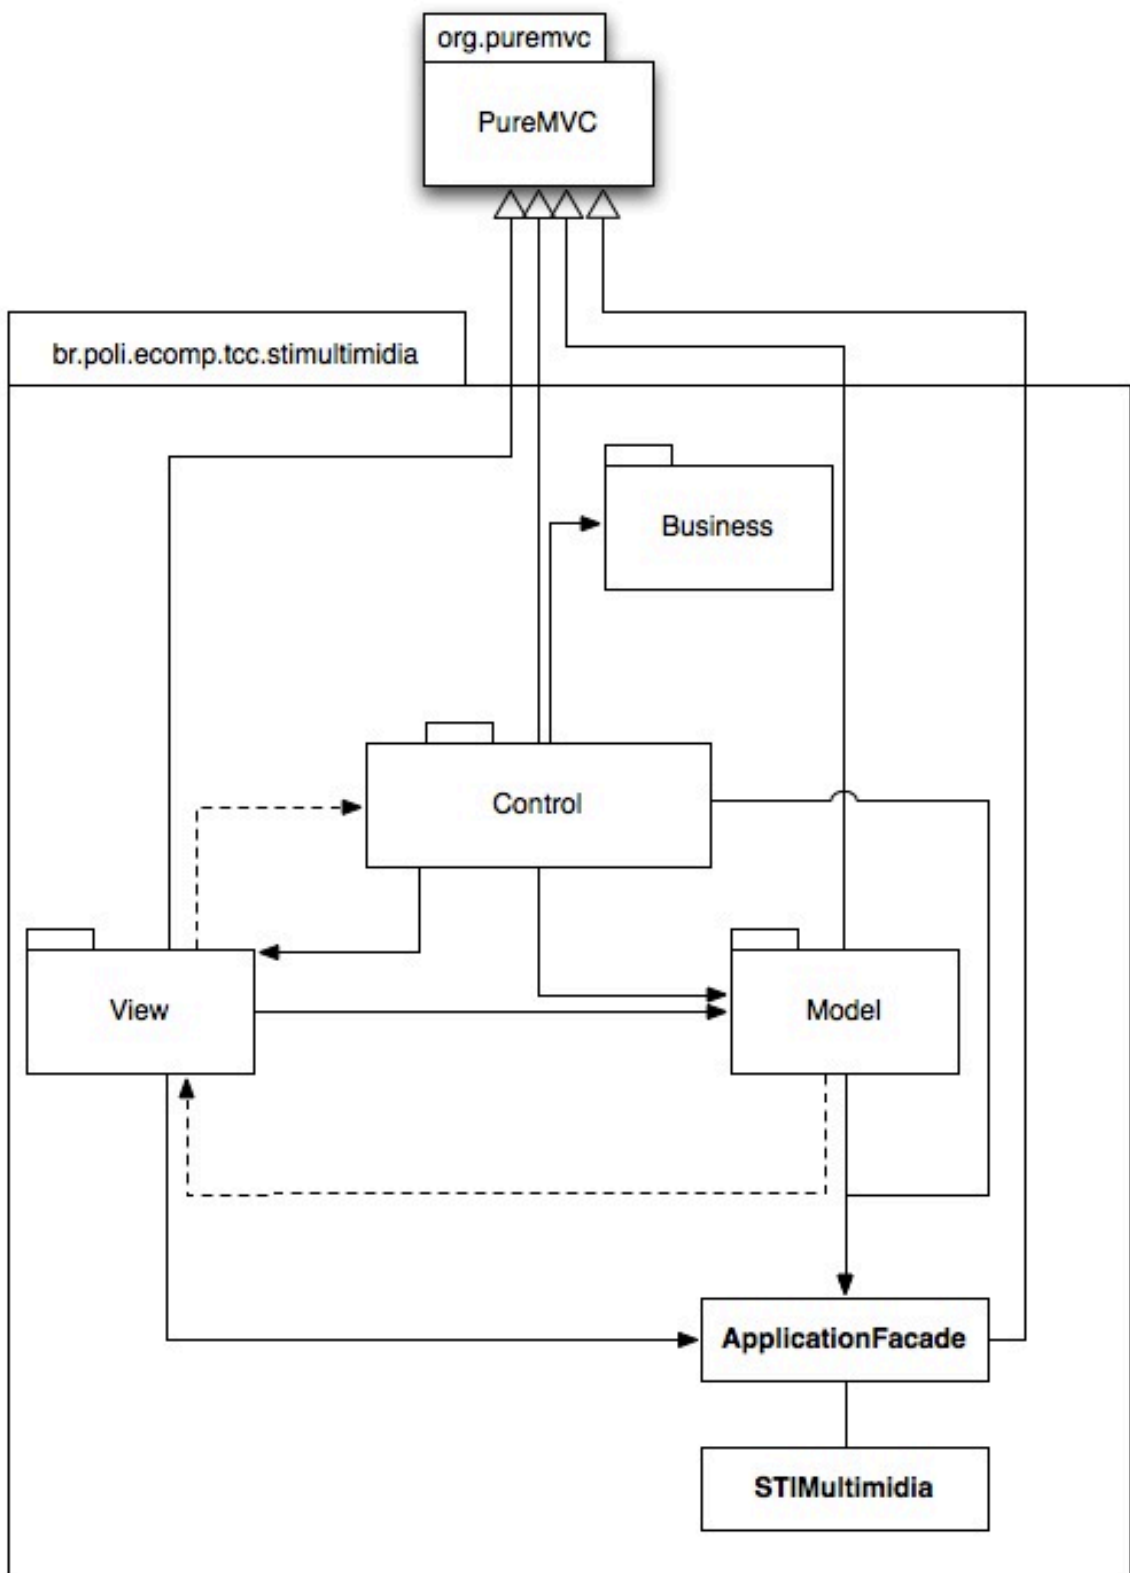 org.puremvc
PureMVC
br.poli.ecomp.tcc.stimultimidia
Business
Control
View
Model
ApplicationFacade
STIMultimidia